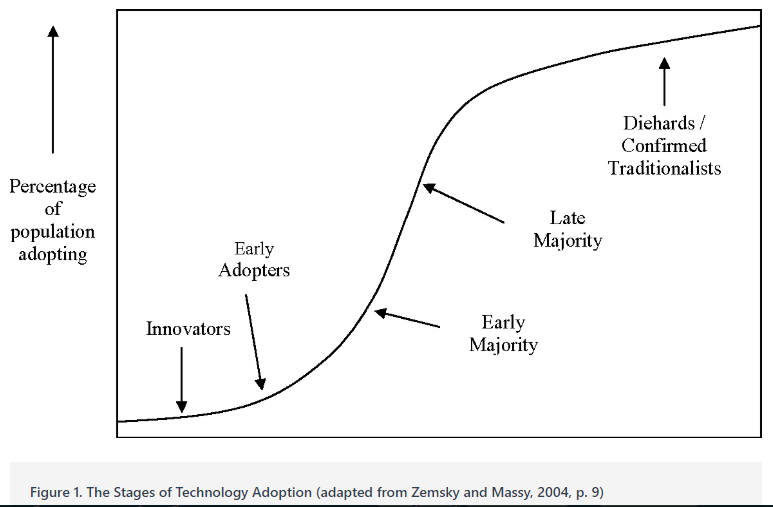 Percentage
of
population
adopting
Innovators
Early
Adopters
Early
Majority
Late
Majority
Diehards /
Confirmed
Traditionalists
Figure 1. The Stages of Technology Adoption (adapted from Zemsky and Massy, 2004, p. 9)